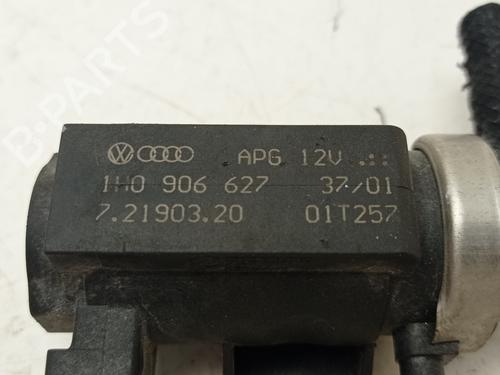 APG 12V
1H0 906 627 37/01
7.21903.20 01T257
B-PARTS